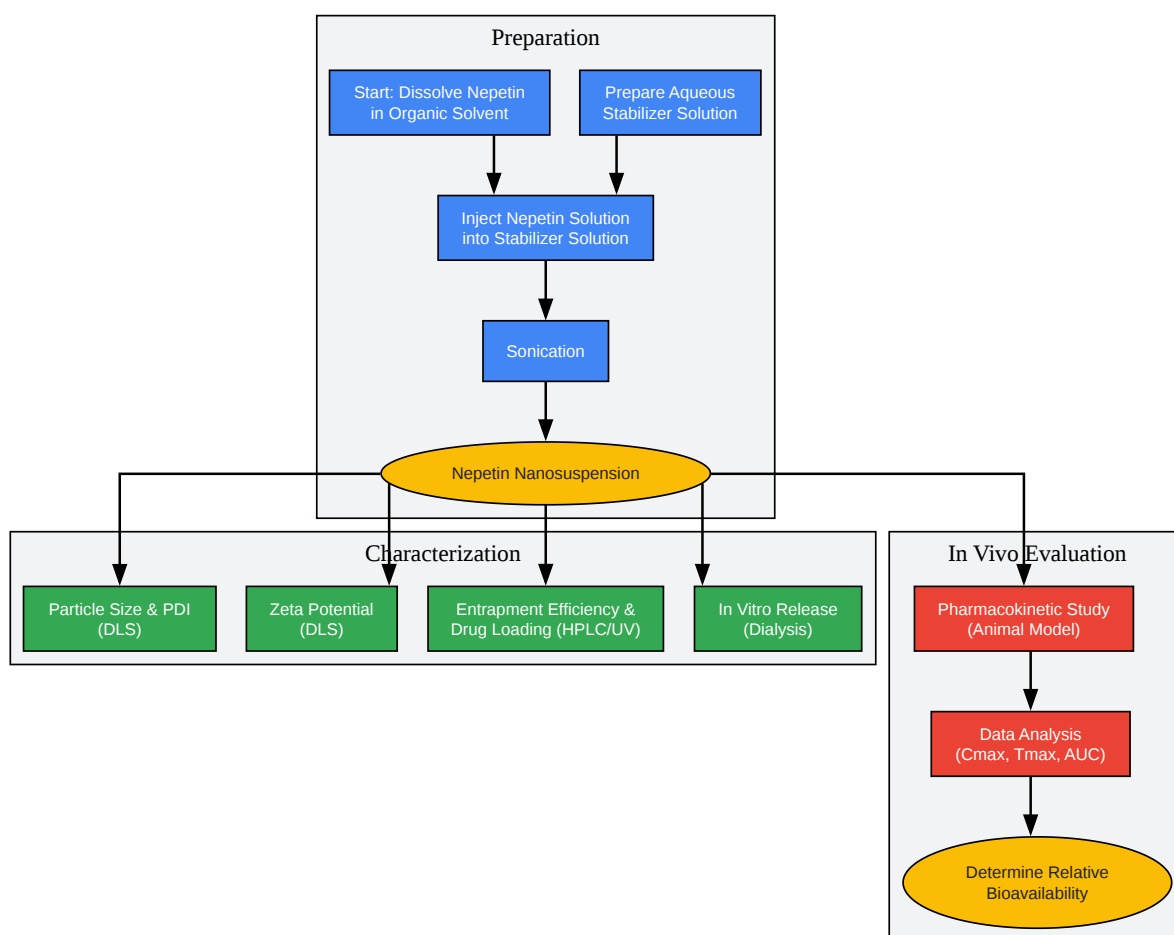 Preparation
Start: Dissolve Nepetin
in Organic Solvent
Prepare Aqueous
Stabilizer Solution
Inject Nepetin Solution
into Stabilizer Solution
Sonication
Nepetin Nanosuspension
Characterization
Particle Size & PDI
(DLS)
Zeta Potential
(DLS)
Entrapment Efficiency &
Drug Loading (HPLC/UV)
In Vitro Release
(Dialysis)
In Vivo Evaluation
Pharmacokinetic Study
(Animal Model)
Data Analysis
(Cmax, Tmax, AUC)
Determine Relative
Bioavailability